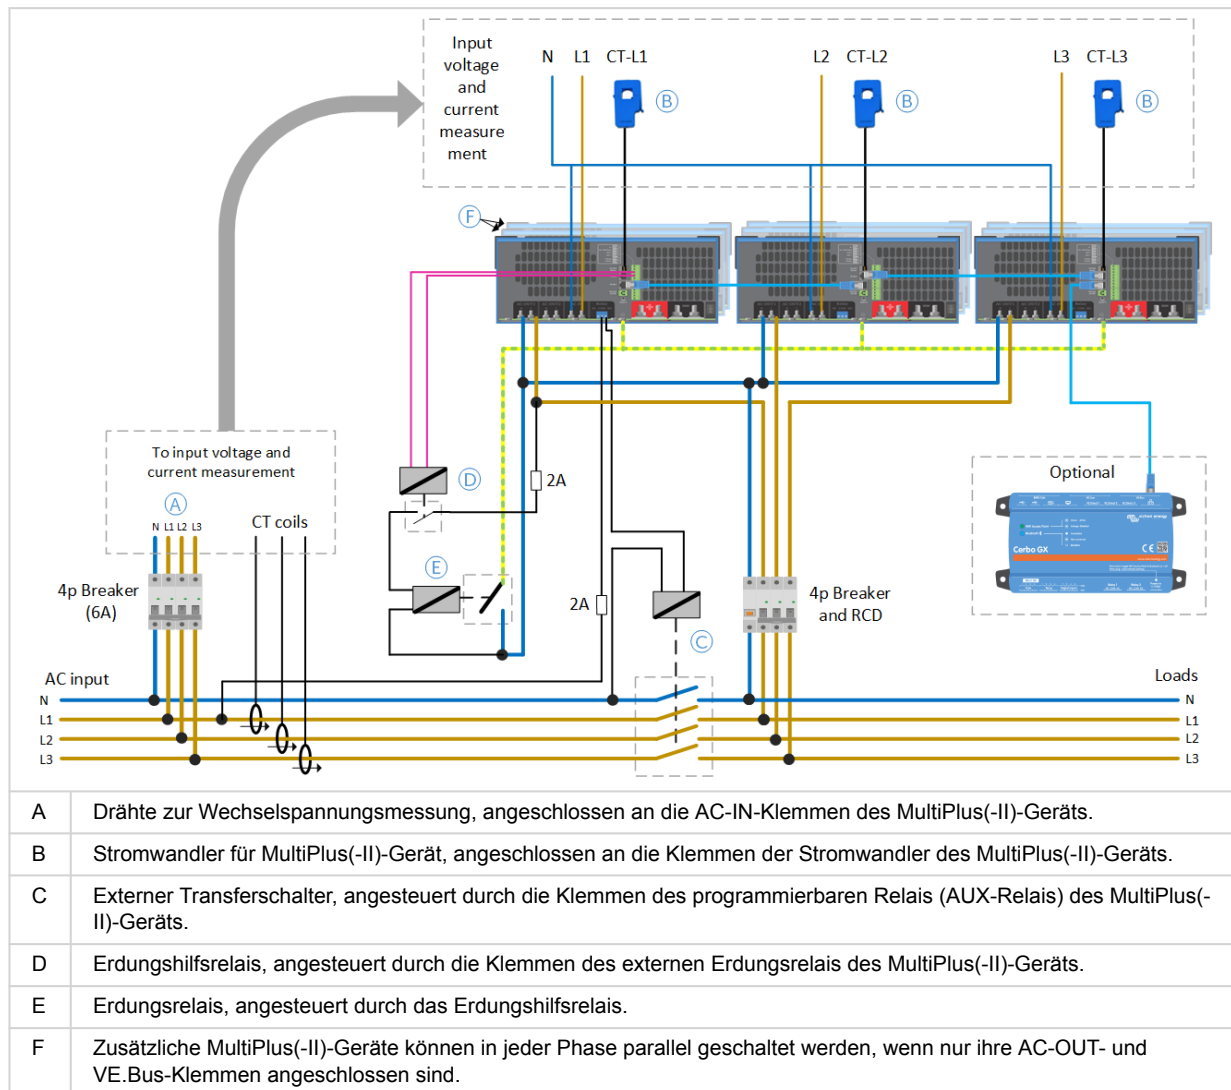 Input
voltage
and
current
measure
ment
N L1 CT-L1
L2 CT-L2
L3 CT-L3
B
B
B
F
To input voltage and
current measurement
A
N L1 L2 L3
CT coils
4p Breaker
(6A)
D
2A
E
2A
C
4p Breaker
and RCD
Optional
victron energy
Cerbo GX
CE
AC input
N
L1
L2
L3
Loads
N
L1
L2
L3
A Drähte zur Wechselspannungsmessung, angeschlossen an die AC-IN-Klemmen des MultiPlus(-II)-Geräts.
B Stromwandler für MultiPlus(-II)-Gerät, angeschlossen an die Klemmen der Stromwandler des MultiPlus(-II)-Geräts.
C Externer Transferschalter, angesteuert durch die Klemmen des programmierbaren Relais (AUX-Relais) des MultiPlus(-
II)-Geräts.
D Erdungshilfsrelais, angesteuert durch die Klemmen des externen Erdungsrelais des MultiPlus(-II)-Geräts.
E Erdungsrelais, angesteuert durch das Erdungshilfsrelais.
F Zusätzliche MultiPlus(-II)-Geräte können in jeder Phase parallel geschaltet werden, wenn nur ihre AC-OUT- und
VE.Bus-Klemmen angeschlossen sind.